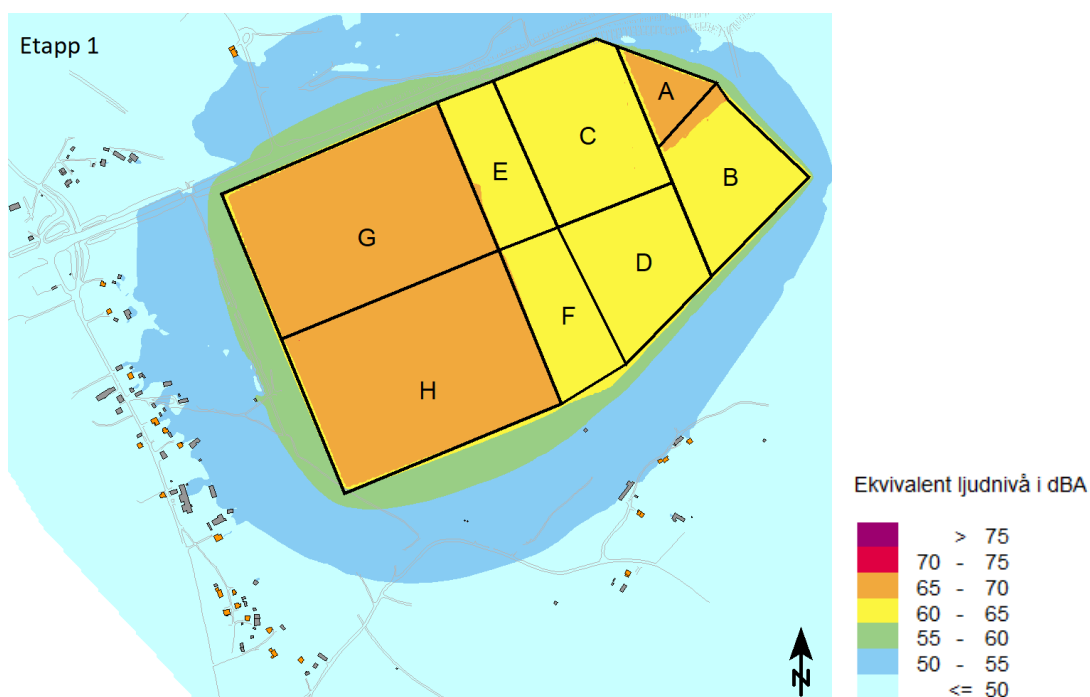 Etapp 1
A
C
E
B
G
D
F
H
N
Ekvivalent ljudnivå i dBA
> 75
70 - 75
65 - 70
60 - 65
55 - 60
50 - 55
<= 50